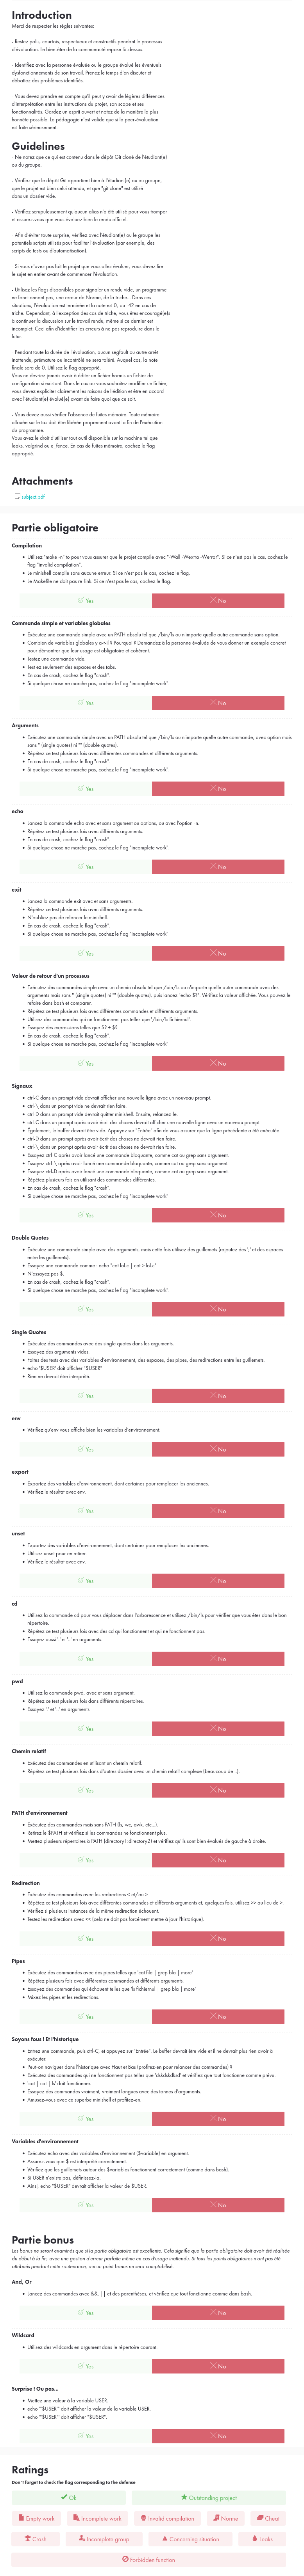 Introduction
Merci de respecter les règles suivantes:
- Restez polis, courtois, respectueux et constructifs pendant le processus
d'évaluation. Le bien-être de la communauté repose là-dessus.
- Identifiez avec la personne évaluée ou le groupe évalué les éventuels
dysfonctionnements de son travail. Prenez le temps d'en discuter et
débattez des problèmes identifiés.
- Vous devez prendre en compte qu'il peut y avoir de légères différences
d'interprétation entre les instructions du projet, son scope et ses
fonctionnalités. Gardez un esprit ouvert et notez de la manière la plus
honnête possible. La pédagogie n'est valide que si la peer-évaluation
est faite sérieusement.
Guidelines
- Ne notez que ce qui est contenu dans le dépôt Git cloné de l'étudiant(e)
ou du groupe.
- Vérifiez que le dépôt Git appartient bien à l'étudiant(e) ou au groupe,
que le projet est bien celui attendu, et que "git clone" est utilisé
dans un dossier vide.
- Vérifiez scrupuleusement qu'aucun alias n'a été utilisé pour vous tromper
et assurez-vous que vous évaluez bien le rendu officiel.
- Afin d'éviter toute surprise, vérifiez avec l'étudiant(e) ou le groupe les
potentiels scripts utilisés pour faciliter l'évaluation (par exemple, des
scripts de tests ou d'automatisation).
- Si vous n'avez pas fait le projet que vous allez évaluer, vous devez lire
le sujet en entier avant de commencer l'évaluation.
- Utilisez les flags disponibles pour signaler un rendu vide, un programme
ne fonctionnant pas, une erreur de Norme, de la triche... Dans ces
situations, l'évaluation est terminée et la note est 0, ou -42 en cas de
triche. Cependant, à l'exception des cas de triche, vous êtes encouragé(e)s
à continuer la discussion sur le travail rendu, même si ce dernier est
incomplet. Ceci afin d'identifier les erreurs à ne pas reproduire dans le
futur.
- Pendant toute la durée de l'évaluation, aucun segfault ou autre arrêt
inattendu, prématuré ou incontrôlé ne sera toléré. Auquel cas, la note
finale sera de 0. Utilisez le flag approprié.
Vous ne devriez jamais avoir à éditer un fichier hormis un fichier de
configuration si existant. Dans le cas où vous souhaitez modifier un fichier,
vous devez expliciter clairement les raisons de l'édition et être en accord
avec l'étudiant(e) évalué(e) avant de faire quoi que ce soit.
- Vous devez aussi vérifier l'absence de fuites mémoire. Toute mémoire
allouée sur le tas doit être libérée proprement avant la fin de l'exécution
du programme.
Vous avez le droit d'utiliser tout outil disponible sur la machine tel que
leaks, valgrind ou e_fence. En cas de fuites mémoire, cochez le flag
approprié.
Attachments
subject.pdf
Partie obligatoire
Compilation
• Utilisez "make -n" to pour vous assurer que le projet compile avec "-Wall -Wextra -Werror". Si ce n'est pas le cas, cochez le
flag "invalid compilation".
• Le minishell compile sans aucune erreur. Si ce n'est pas le cas, cochez le flag.
• Le Makefile ne doit pas re-link. Si ce n'est pas le cas, cochez le flag.
Yes No
Commande simple et variables globales
• Exécutez une commande simple avec un PATH absolu tel que /bin/ls ou n'importe quelle autre commande sans option.
• Combien de variables globales y a-t-il ? Pourquoi ? Demandez à la personne évaluée de vous donner un exemple concret
pour démontrer que leur usage est obligatoire et cohérent.
• Testez une commande vide.
• Test ez seulement des espaces et des tabs.
• En cas de crash, cochez le flag "crash".
• Si quelque chose ne marche pas, cochez le flag "incomplete work".
Yes No
Arguments
• Exécutez une commande simple avec un PATH absolu tel que /bin/ls ou n'importe quelle autre commande, avec option mais
sans '' (single quotes) ni "" (double quotes).
• Répétez ce test plusieurs fois avec différentes commandes et différents arguments.
• En cas de crash, cochez le flag "crash".
• Si quelque chose ne marche pas, cochez le flag "incomplete work".
Yes No
echo
• Lancez la commande echo avec et sans argument ou options, ou avec l'option -n.
• Répétez ce test plusieurs fois avec différents arguments.
• En cas de crash, cochez le flag "crash".
• Si quelque chose ne marche pas, cochez le flag "incomplete work".
Yes No
exit
• Lancez la commande exit avec et sans arguments.
• Répétez ce test plusieurs fois avec différents arguments.
• N'oubliez pas de relancer le minishell.
• En cas de crash, cochez le flag "crash".
• Si quelque chose ne marche pas, cochez le flag "incomplete work"
Yes No
Valeur de retour d'un processus
• Exécutez des commandes simple avec un chemin absolu tel que /bin/ls ou n'importe quelle autre commande avec des
arguments mais sans '' (single quotes) ni "" (double quotes), puis lancez "echo $?". Vérifiez la valeur affichée. Vous pouvez le
refaire dans bash et comparer.
• Répétez ce test plusieurs fois avec différentes commandes et différents arguments.
• Utilisez des commandes qui ne fonctionnent pas telles que '/bin/ls fichiernul'.
• Essayez des expressions telles que $? + $?
• En cas de crash, cochez le flag "crash".
• Si quelque chose ne marche pas, cochez le flag "incomplete work"
Yes No
Signaux
• ctrl-C dans un prompt vide devrait afficher une nouvelle ligne avec un nouveau prompt.
• ctrl-\ dans un prompt vide ne devrait rien faire.
• ctrl-D dans un prompt vide devrait quitter minishell. Ensuite, relancez-le.
• ctrl-C dans un prompt après avoir écrit des choses devrait afficher une nouvelle ligne avec un nouveau prompt.
• Également, le buffer devrait être vide. Appuyez sur "Entrée" afin de vous assurer que la ligne précédente a été exécutée.
• ctrl-D dans un prompt après avoir écrit des choses ne devrait rien faire.
• ctrl-\ dans un prompt après avoir écrit des choses ne devrait rien faire.
• Essayez ctrl-C après avoir lancé une commande bloquante, comme cat ou grep sans argument.
• Essayez ctrl-\ après avoir lancé une commande bloquante, comme cat ou grep sans argument.
• Essayez ctrl-D après avoir lancé une commande bloquante, comme cat ou grep sans argument.
• Répétez plusieurs fois en utilisant des commandes différentes.
• En cas de crash, cochez le flag "crash".
• Si quelque chose ne marche pas, cochez le flag "incomplete work"
Yes No
Double Quotes
• Exécutez une commande simple avec des arguments, mais cette fois utilisez des guillemets (rajoutez des ';' et des espaces
entre les guillemets).
• Essayez une commande comme : echo "cat lol.c | cat > lol.c"
• N'essayez pas $.
• En cas de crash, cochez le flag "crash".
• Si quelque chose ne marche pas, cochez le flag "incomplete work".
Yes No
Single Quotes
• Exécutez des commandes avec des single quotes dans les arguments.
• Essayez des arguments vides.
• Faites des tests avec des variables d'environnement, des espaces, des pipes, des redirections entre les guillemets.
• echo '$USER' doit afficher "$USER"
• Rien ne devrait être interprété.
Yes No
env
• Vérifiez qu'env vous affiche bien les variables d'environnement.
Yes No
export
• Exportez des variables d'environnement, dont certaines pour remplacer les anciennes.
• Vérifiez le résultat avec env.
Yes No
unset
• Exportez des variables d'environnement, dont certaines pour remplacer les anciennes.
• Utilisez unset pour en retirer.
• Vérifiez le résultat avec env.
Yes No
cd
• Utilisez la commande cd pour vous déplacer dans l'arborescence et utilisez /bin/ls pour vérifier que vous êtes dans le bon
répertoire.
• Répétez ce test plusieurs fois avec des cd qui fonctionnent et qui ne fonctionnent pas.
• Essayez aussi '.' et '..' en arguments.
Yes No
pwd
• Utilisez la commande pwd, avec et sans argument
• Répétez ce test plusieurs fois dans différents répertoires.
• Essayez '.' et '..' en arguments.
Yes No
Chemin relatif
• Exécutez des commandes en utilisant un chemin relatif.
• Répétez ce test plusieurs fois dans d'autres dossier avec un chemin relatif complexe (beaucoup de ..).
Yes No
PATH d'environnement
• Exécutez des commandes mais sans PATH (ls, wc, awk, etc...).
• Retirez le $PATH et vérifiez si les commandes ne fonctionnent plus.
• Mettez plusieurs répertoires à PATH (directory1:directory2) et vérifiez qu'ils sont bien évalués de gauche à droite.
Yes No
Redirection
• Exécutez des commandes avec les redirections < et/ou >
• Répétez ce test plusieurs fois avec différentes commandes et différents arguments et, quelques fois, utilisez >> au lieu de >.
• Vérifiez si plusieurs instances de la même redirection échouent.
• Testez les redirections avec << (cela ne doit pas forcément mettre à jour l'historique).
Yes No
Pipes
• Exécutez des commandes avec des pipes telles que 'cat file | grep bla | more'
• Répétez plusieurs fois avec différentes commandes et différents arguments.
• Essayez des commandes qui échouent telles que 'ls fichiernul | grep bla | more'
• Mixez les pipes et les redirections.
Yes No
Soyons fous ! Et l'historique
• Entrez une commande, puis ctrl-C, et appuyez sur "Entrée". Le buffer devrait être vide et il ne devrait plus rien avoir à
exécuter.
• Peut-on naviguer dans l'historique avec Haut et Bas (profitez-en pour relancer des commandes) ?
• Exécutez des commandes qui ne fonctionnent pas telles que 'dsbksdgbksd' et vérifiez que tout fonctionne comme prévu.
• 'cat | cat | ls' doit fonctionner.
• Essayez des commandes vraiment, vraiment longues avec des tonnes d'arguments.
• Amusez-vous avec ce superbe minishell et profitez-en.
Yes No
Variables d'environnement
• Exécutez echo avec des variables d'environnement ($variable) en argument.
• Assurez-vous que $ est interprété correctement.
• Vérifiez que les guillemets autour des $variables fonctionnent correctement (comme dans bash).
• Si USER n'existe pas, définissez-la.
• Ainsi, echo "$USER" devrait afficher la valeur de $USER.
Yes No
Partie bonus
Les bonus ne seront examinés que si la partie obligatoire est excellente. Cela signifie que la partie obligatoire doit avoir été réalisée
du début à la fin, avec une gestion d'erreur parfaite même en cas d'usage inattendu. Si tous les points obligatoires n'ont pas été
attribués pendant cette soutenance, aucun point bonus ne sera comptabilisé.
And, Or
• Lancez des commandes avec &&, || et des parenthèses, et vérifiez que tout fonctionne comme dans bash.
Yes No
Wildcard
• Utilisez des wildcards en argument dans le répertoire courant.
Yes No
Surprise ! Ou pas...
• Mettez une valeur à la variable USER.
• echo "'$USER'" doit afficher la valeur de la variable USER.
• echo '"$USER"' doit afficher "$USER".
Yes No
Ratings
Don't forget to check the flag corresponding to the defense
Ok Outstanding project
Empty work Incomplete work Invalid compilation Norme Cheat
Crash Incomplete group Concerning situation Leaks
Forbidden function